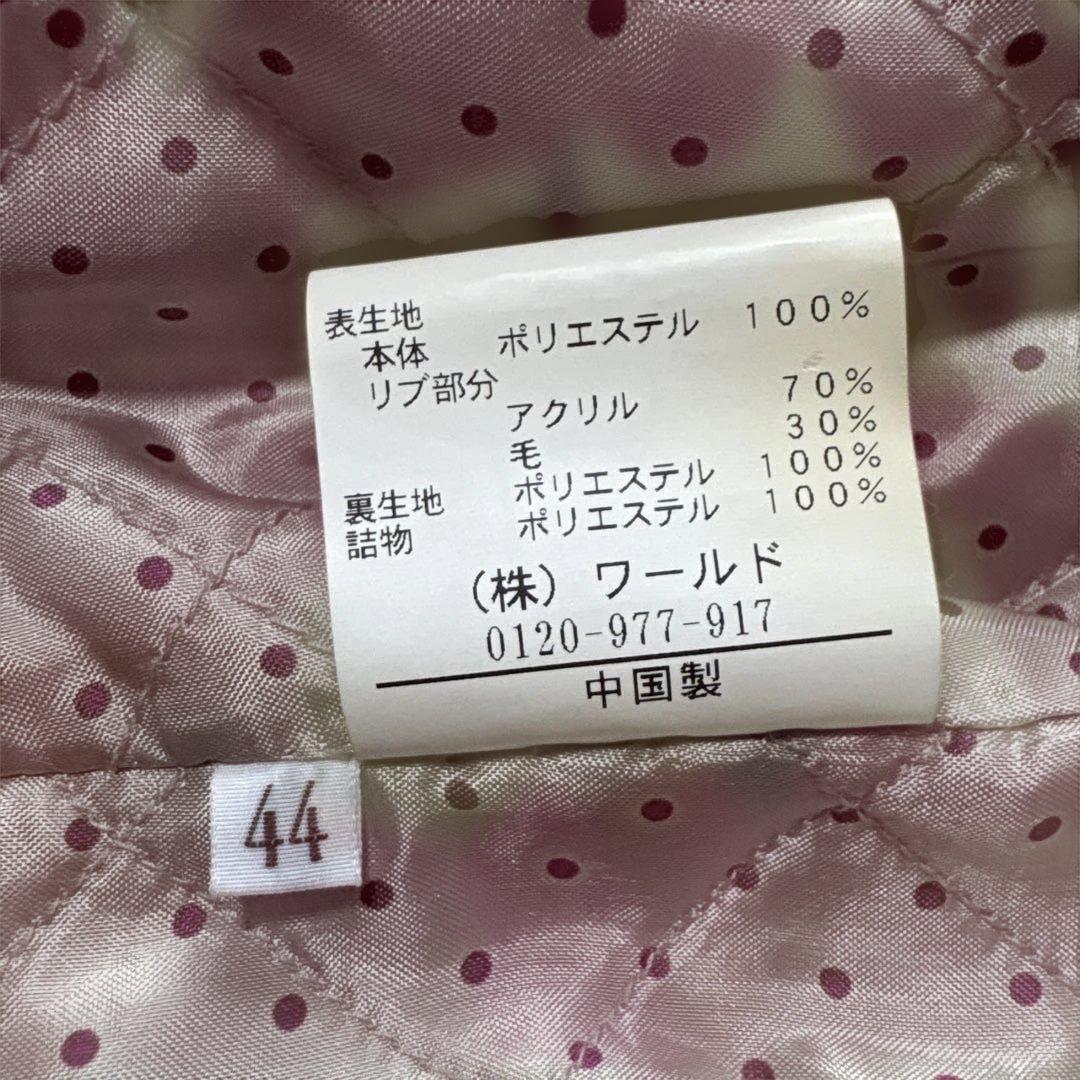 表生地
本体 ポリエステル 100%
リブ部分
アクリル 70%
毛 30%
裏生地 ポリエステル 100%
詰物 ポリエステル 100%
(株) ワールド
0120-977-917
中国製
44